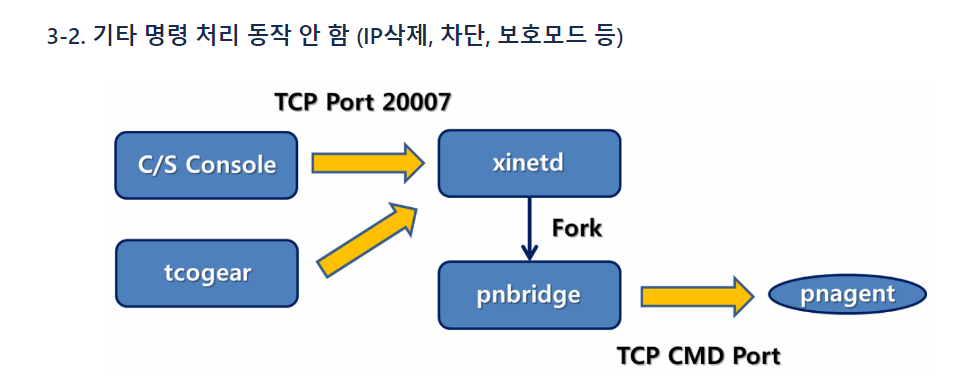 3-2. 기타 명령 처리 동작 안 함 (IP삭제, 차단, 보호모드 등)
TCP Port 20007
C/S Console
xinetd
Fork
tcogear
pnbridge
pnagent
TCP CMD Port